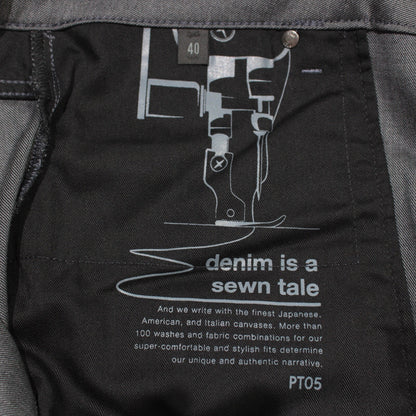 40
denim is a
sewn tale
And we write with the finest Japanese,
American, and Italian canvases. More than
100 washes and fabric combinations for our
super-comfortable and stylish fits determine
our unique and authentic narrative.
PT05